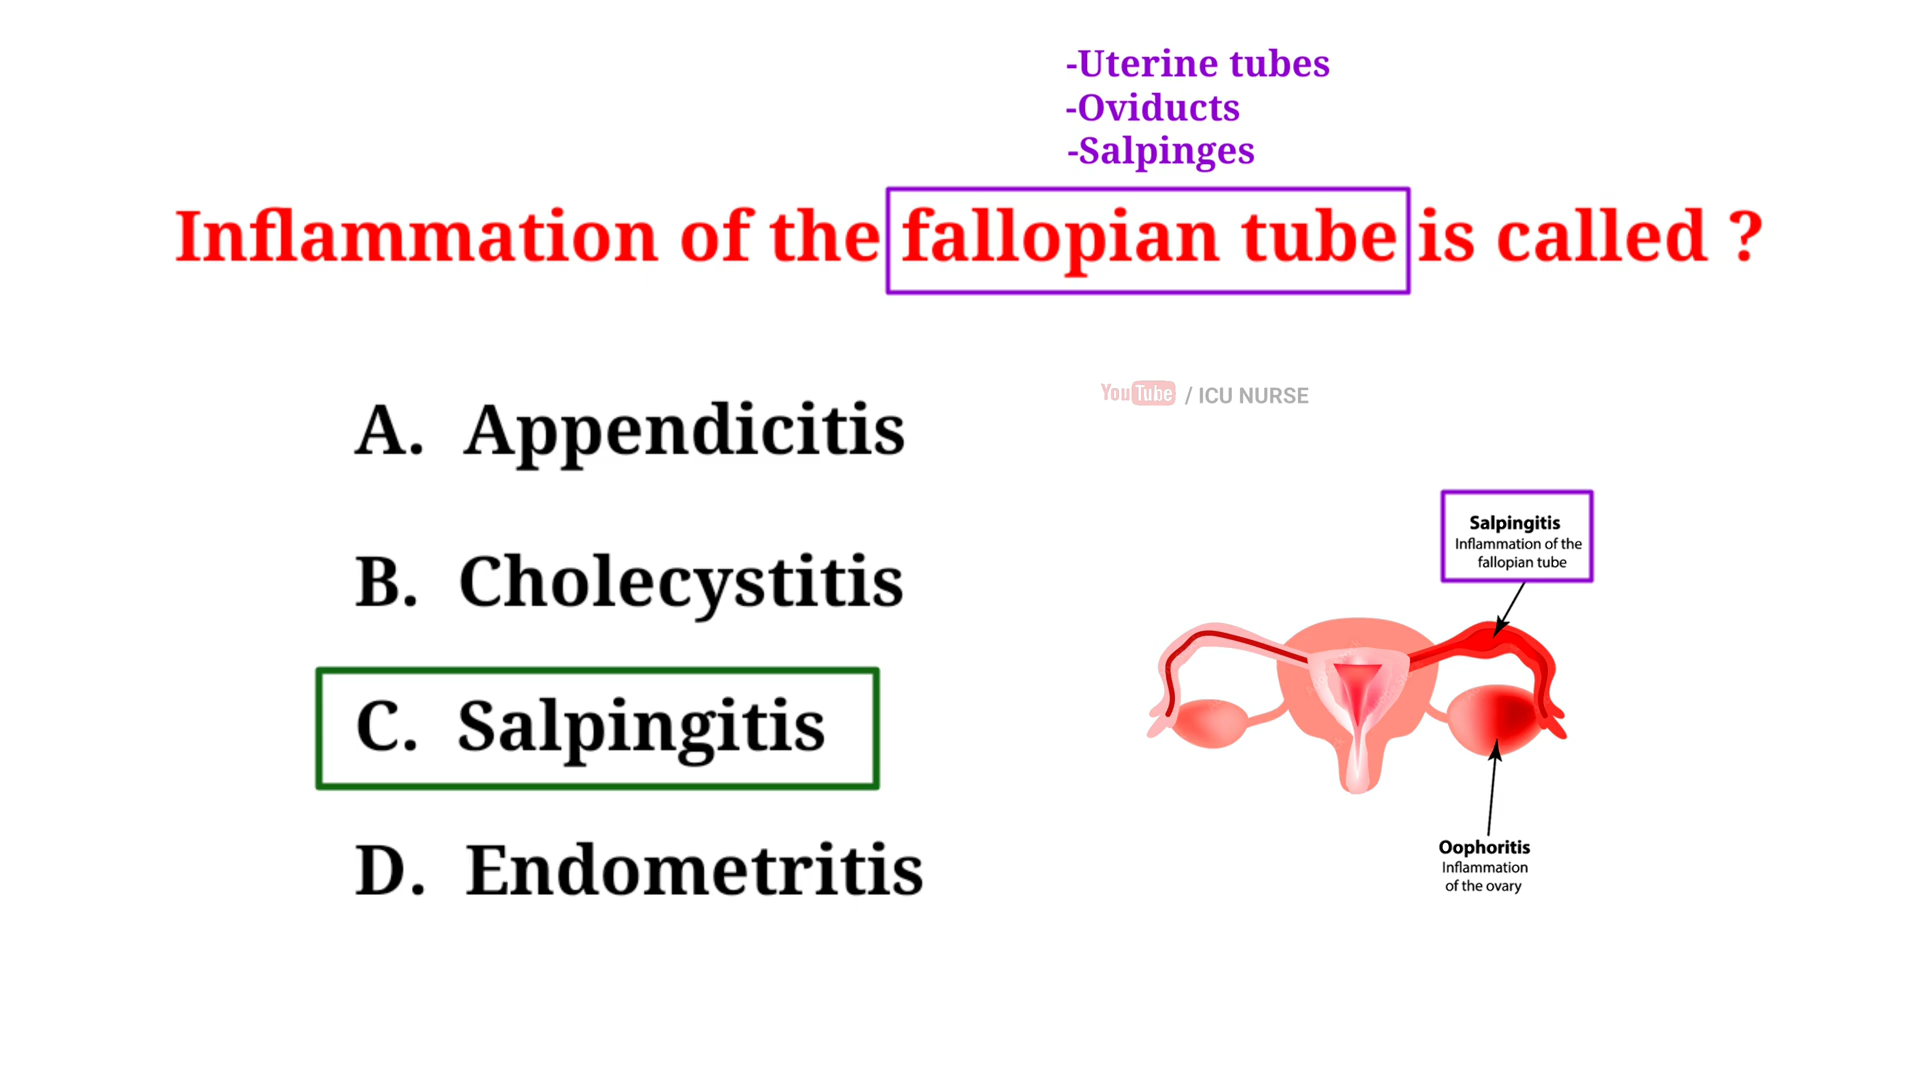 -Uterine tubes
-Oviducts
-Salpinges
Inflammation of the fallopian tube is called ?
YouTube / ICU NURSE
A. Appendicitis
B. Cholecystitis
C. Salpingitis
D. Endometritis
Salpingitis
Inflammation of the
fallopian tube
Oophoritis
Inflammation
of the ovary